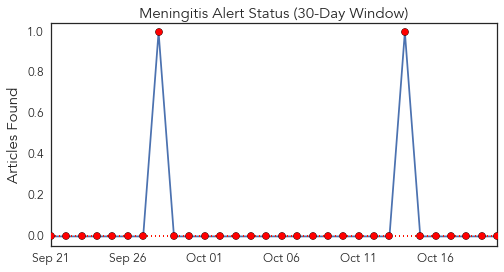 Meningitis Alert Status (30-Day Window)
Articles Found
1.0
0.8
0.6
0.4
0.2
0.0
Sep 21 Sep 26 Oct 01 Oct 06 Oct 11 Oct 16